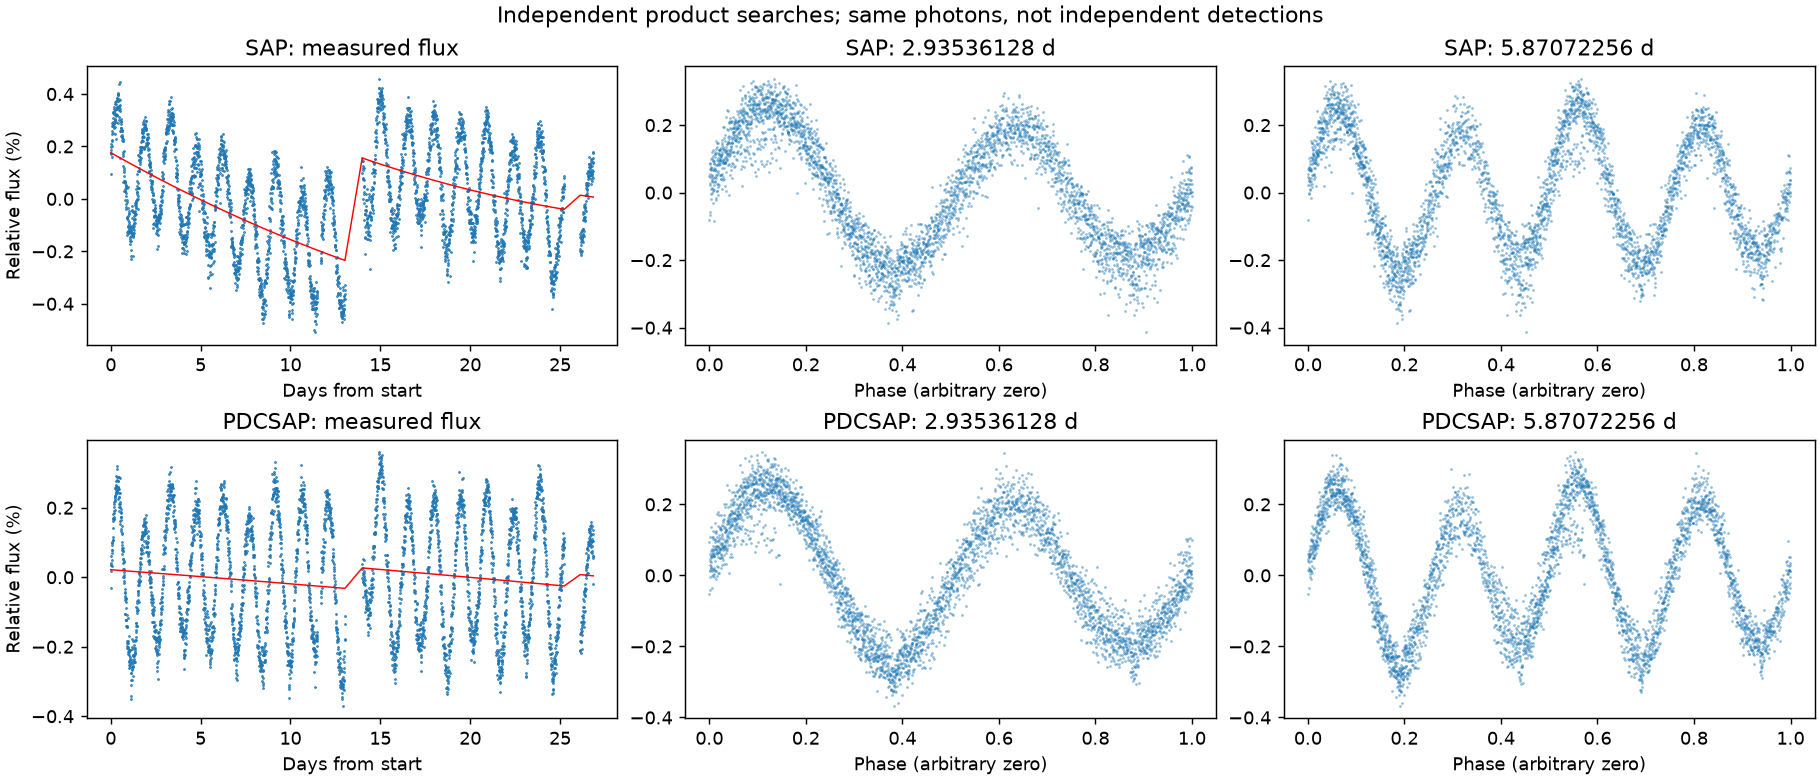 Independent product searches; same photons, not independent detections
SAP: measured flux
SAP: 2.93536128 d
SAP: 5.87072256 d
Relative flux (%)
0.4
0.2
0.0
−0.2
−0.4
0 5 10 15 20 25
Days from start
0.2
0.0
−0.2
−0.4
0.0 0.2 0.4 0.6 0.8 1.0
Phase (arbitrary zero)
0.2
0.0
−0.2
−0.4
0.0 0.2 0.4 0.6 0.8 1.0
Phase (arbitrary zero)
PDCSAP: measured flux
PDCSAP: 2.93536128 d
PDCSAP: 5.87072256 d
Relative flux (%)
0.2
0.0
−0.2
−0.4
0 5 10 15 20 25
Days from start
0.2
0.0
−0.2
−0.4
0.0 0.2 0.4 0.6 0.8 1.0
Phase (arbitrary zero)
0.2
0.0
−0.2
−0.4
0.0 0.2 0.4 0.6 0.8 1.0
Phase (arbitrary zero)